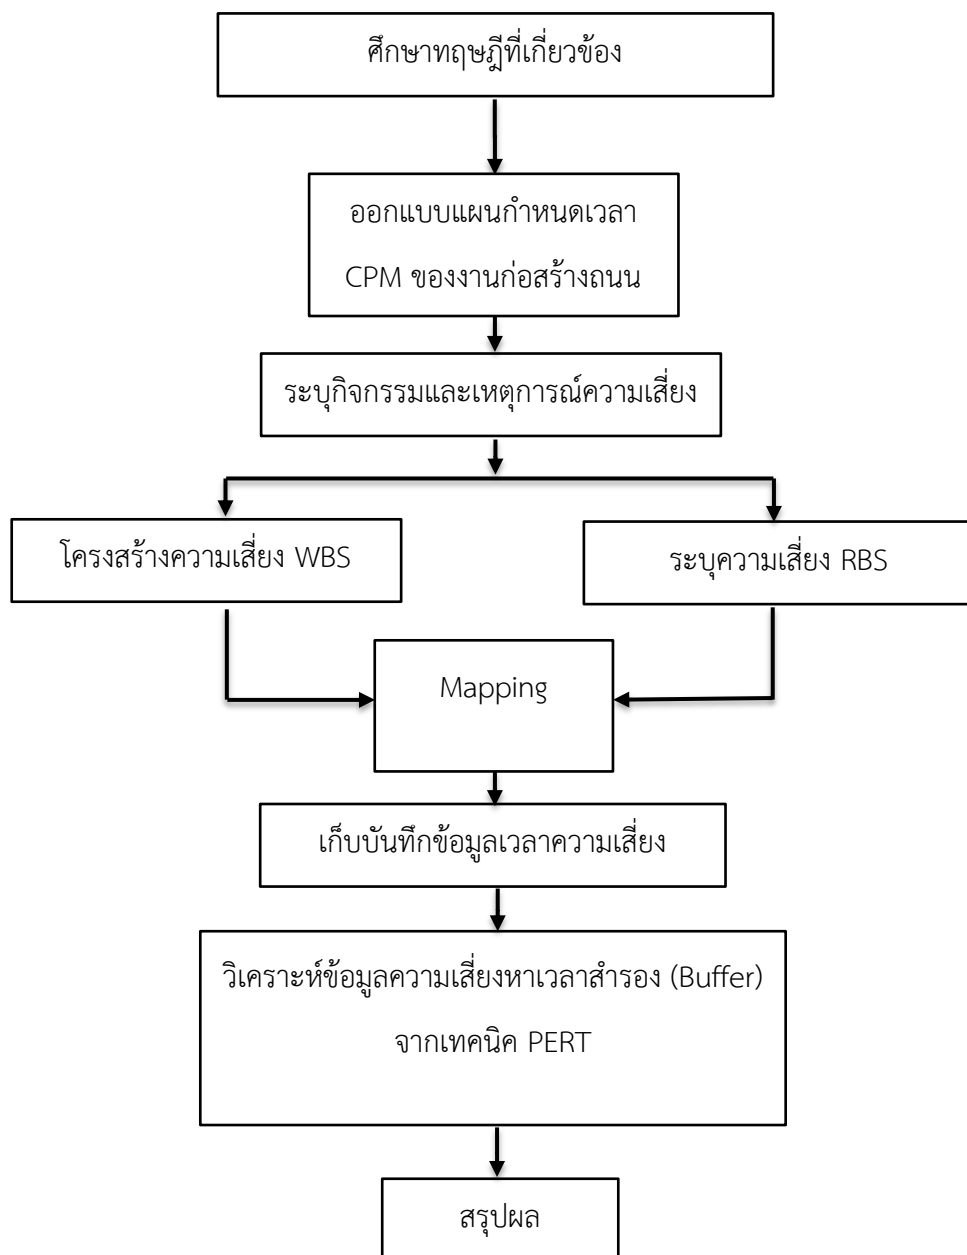 ศึกษาทฤษฎีที่เกี่ยวข้อง
ออกแบบแผนกำหนดเวลา
CPM ของงานก่อสร้างถนน
ระบุกิจกรรมและเหตุการณ์ความเสี่ยง
โครงสร้างความเสี่ยง WBS
ระบุความเสี่ยง RBS
Mapping
เก็บบันทึกข้อมูลเวลาความเสี่ยง
วิเคราะห์ข้อมูลความเสี่ยงหาเวลาสำรอง (Buffer)
จากเทคนิค PERT
สรุปผล